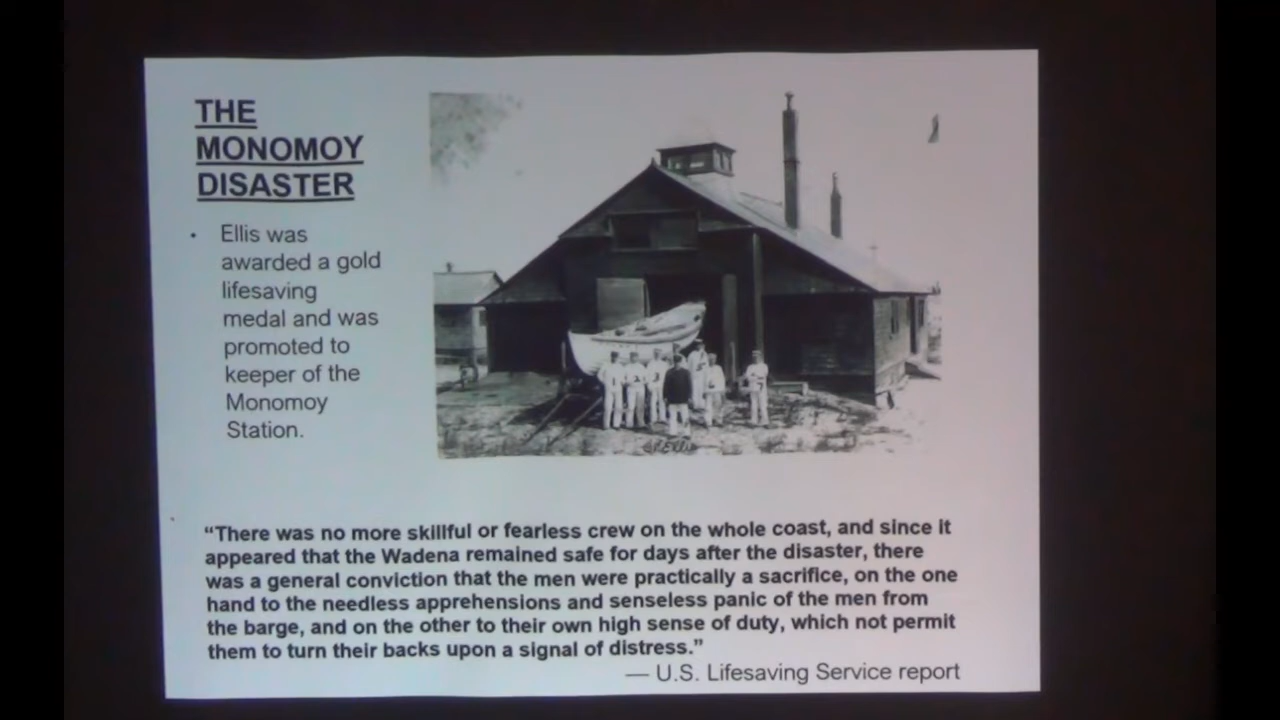 THE
MONOMOY
DISASTER
• Ellis was
awarded a gold
lifesaving
medal and was
promoted to
keeper of the
Monomoy
Station.
“There was no more skillful or fearless crew on the whole coast, and since it
appeared that the Wadena remained safe for days after the disaster, there
was a general conviction that the men were practically a sacrifice, on the one
hand to the needless apprehensions and senseless panic of the men from
the barge, and on the other to their own high sense of duty, which not permit
them to turn their backs upon a signal of distress.”
— U.S. Lifesaving Service report